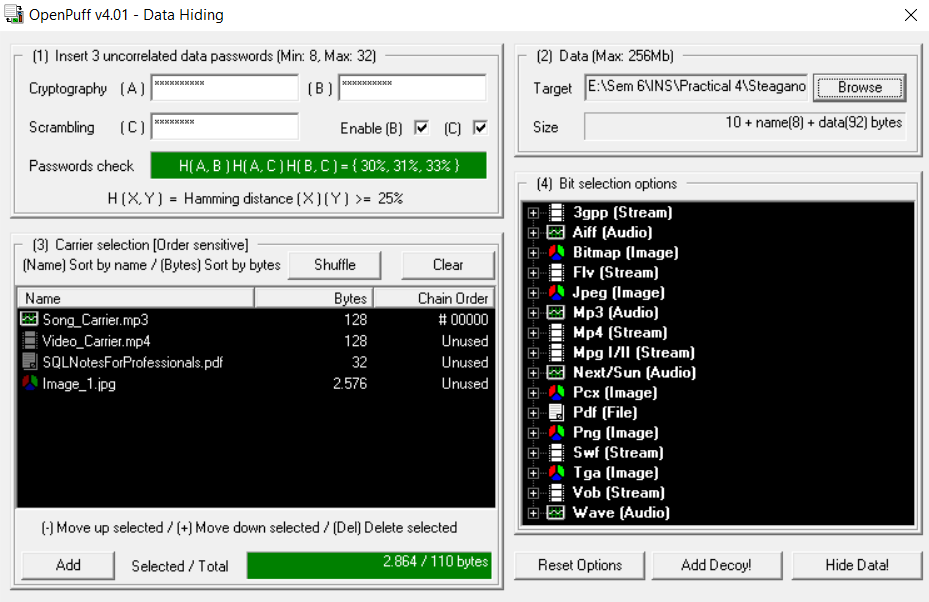 OpenPuff v4.01 - Data Hiding
(1) Insert 3 uncorrelated data passwords (Min: 8, Max: 32)
Cryptography (A) ********** (B) **********
Scrambling (C) ******** Enable (B) (C)
Passwords check H(A,B) H(A,C) H(B,C) = { 30%, 31%, 33% }
H(X,Y) = Hamming distance (X)(Y) >= 25%
(2) Data (Max: 256Mb)
Target E:\Sem 6\INS\Practical 4\Steagano Browse
Size 10 + name(8) + data(92) bytes
(3) Carrier selection [Order sensitive]
(Name) Sort by name / (Bytes) Sort by bytes Shuffle Clear
Name Bytes Chain Order
Song_Carrier.mp3 128 # 00000
Video_Carrier.mp4 128 Unused
SQLNotesForProfessionals.pdf 32 Unused
Image_1.jpg 2.576 Unused
(-) Move up selected / (+) Move down selected / (Del) Delete selected
Add Selected / Total 2.864 / 110 bytes
(4) Bit selection options
3gpp (Stream)
Aiff (Audio)
Bitmap (Image)
Flv (Stream)
Jpeg (Image)
Mp3 (Audio)
Mp4 (Stream)
Mpg I/II (Stream)
Next/Sun (Audio)
Pcx (Image)
Pdf (File)
Png (Image)
Swf (Stream)
Tga (Image)
Vob (Stream)
Wave (Audio)
Reset Options Add Decoy! Hide Data!